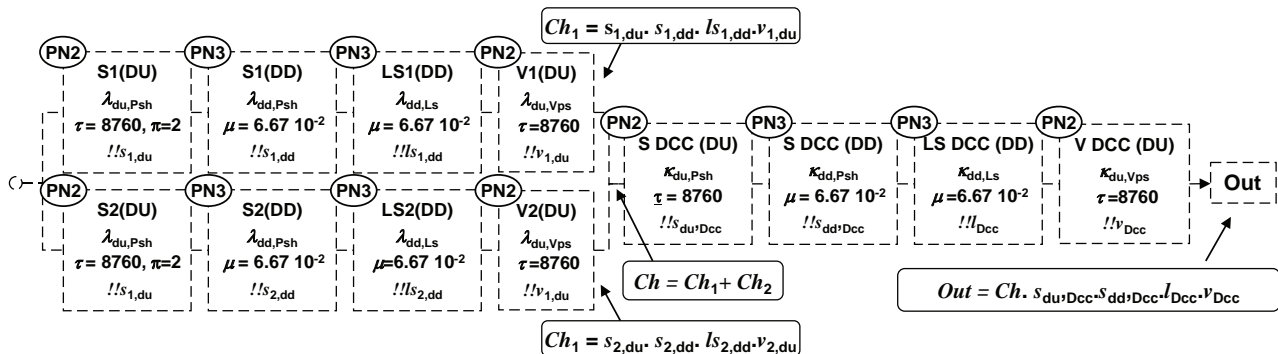 Ch₁ = s₁,du. s₁,dd. ls₁,dd.v₁,du
PN2 PN3 PN3 PN2
S1(DU) S1(DD) LS1(DD) V1(DU)
λdu,Psh λdd,Psh λdd,Ls λdu,Vps
τ = 8760, π=2 μ = 6.67 10⁻² μ = 6.67 10⁻² τ=8760
!!s₁,du !!s₁,dd !!ls₁,dd !!v₁,du
PN2 PN3 PN3 PN2
S DCC (DU) S DCC (DD) LS DCC (DD) V DCC (DU)
κdu,Psh κdd,Psh κdd,Ls κdu,Vps
τ = 8760 μ = 6.67 10⁻² μ=6.67 10⁻² τ=8760
!!sdu,Dcc !!sdd,Dcc !!lDcc !!vDcc
Out
PN2 PN3 PN3 PN2
S2(DU) S2(DD) LS2(DD) V2(DU)
λdu,Psh λdd,Psh λdd,Ls λdu,Vps
τ = 8760, π=2 μ = 6.67 10⁻² μ=6.67 10⁻² τ=8760
!!s₁,du !!s₂,dd !!ls₂,dd !!v₁,du
Ch = Ch₁+ Ch₂
Out = Ch. sdu,Dcc.sdd,Dcc.lDcc.vDcc
Ch₁ = s₂,du. s₂,dd. ls₂,dd.v₂,du